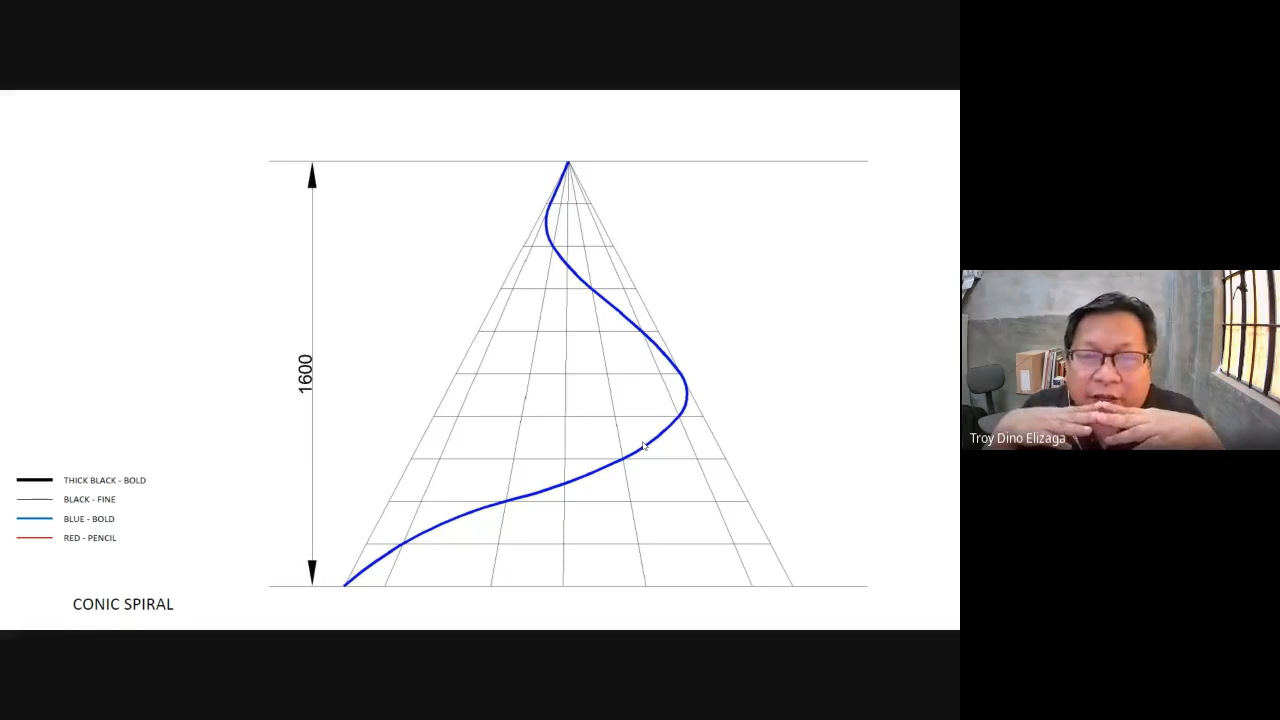 1600
THICK BLACK - BOLD
BLACK - FINE
BLUE - BOLD
RED - PENCIL
CONIC SPIRAL
Troy Dino Elizaga